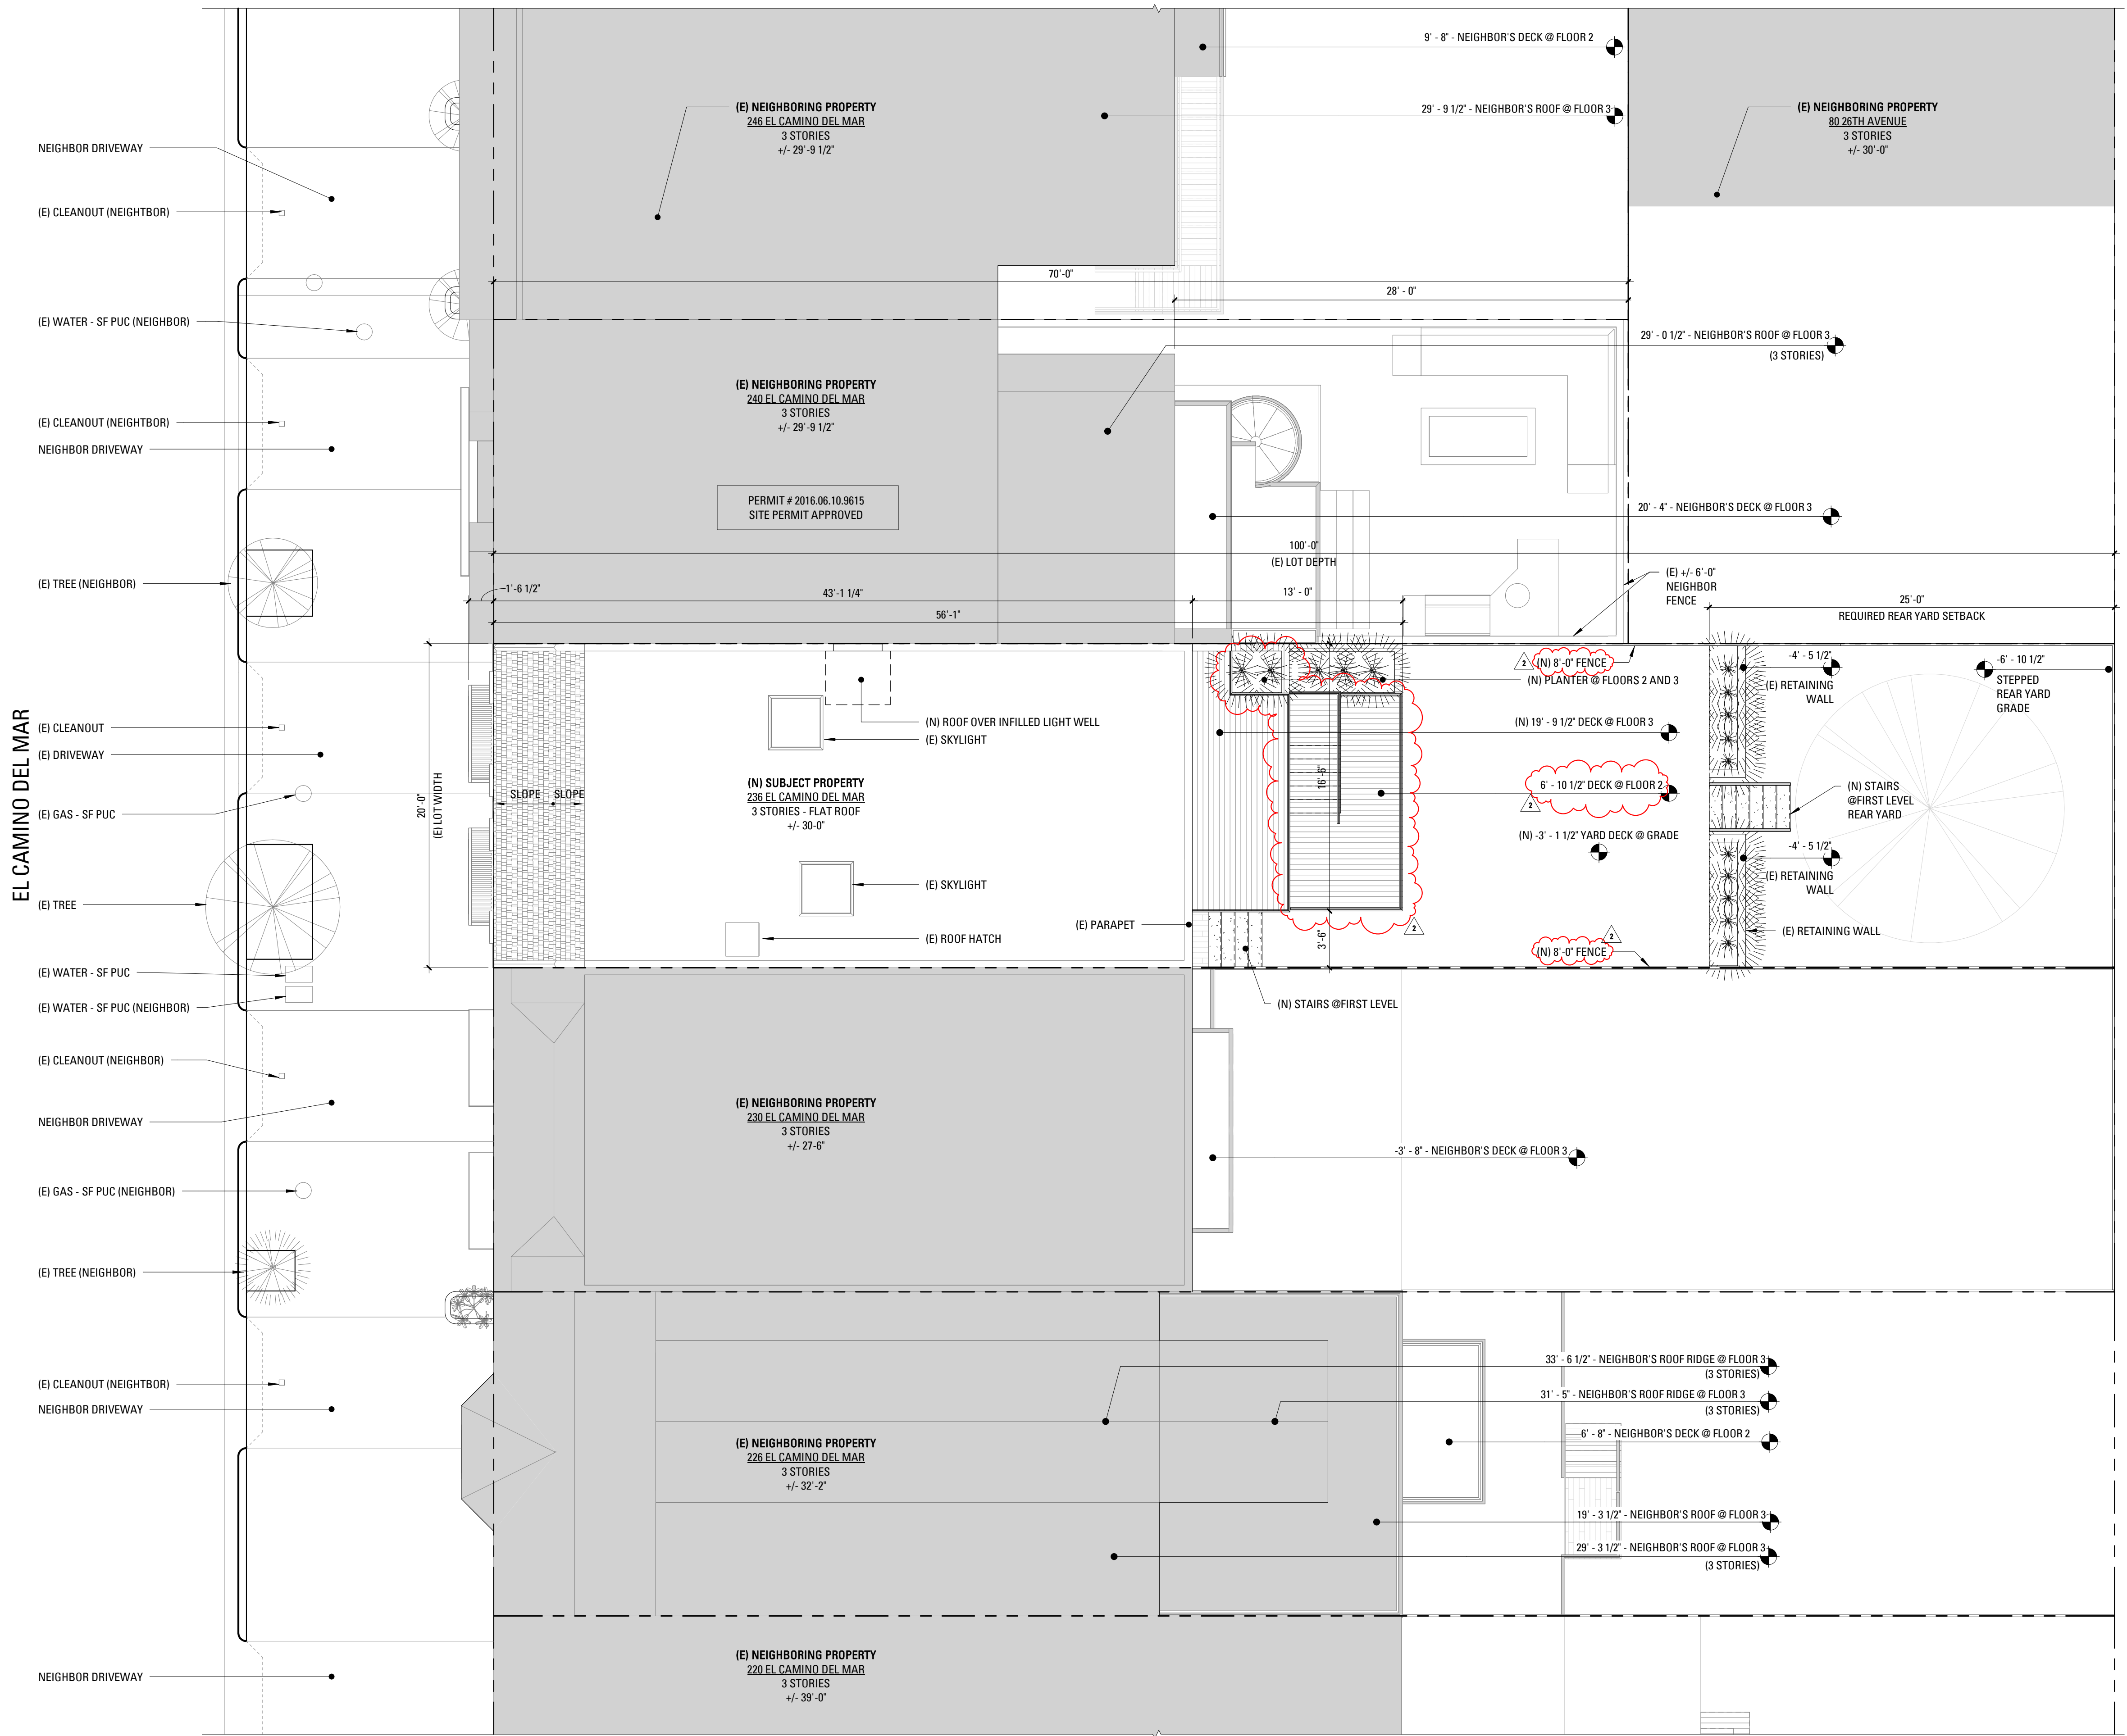 EL CAMINO DEL MAR
NEIGHBOR DRIVEWAY
(E) CLEANOUT (NEIGHTBOR)
(E) WATER - SF PUC (NEIGHBOR)
(E) CLEANOUT (NEIGHTBOR)
NEIGHBOR DRIVEWAY
(E) TREE (NEIGHBOR)
(E) CLEANOUT
(E) DRIVEWAY
(E) GAS - SF PUC
(E) TREE
(E) WATER - SF PUC
(E) WATER - SF PUC (NEIGHBOR)
(E) CLEANOUT (NEIGHBOR)
NEIGHBOR DRIVEWAY
(E) GAS - SF PUC (NEIGHBOR)
(E) TREE (NEIGHBOR)
(E) CLEANOUT (NEIGHTBOR)
NEIGHBOR DRIVEWAY
NEIGHBOR DRIVEWAY
(E) NEIGHBORING PROPERTY
246 EL CAMINO DEL MAR
3 STORIES
+/- 29'-9 1/2"
9' - 8" - NEIGHBOR'S DECK @ FLOOR 2
29' - 9 1/2" - NEIGHBOR'S ROOF @ FLOOR 3
(E) NEIGHBORING PROPERTY
80 26TH AVENUE
3 STORIES
+/- 30'-0"
70'-0"
28' - 0"
29' - 0 1/2" - NEIGHBOR'S ROOF @ FLOOR 3
(3 STORIES)
(E) NEIGHBORING PROPERTY
240 EL CAMINO DEL MAR
3 STORIES
+/- 29'-9 1/2"
PERMIT # 2016.06.10.9615
SITE PERMIT APPROVED
20' - 4" - NEIGHBOR'S DECK @ FLOOR 3
100'-0"
(E) LOT DEPTH
1'-6 1/2"
43'-1 1/4"
13' - 0"
56'-1"
(E) +/- 6'-0"
NEIGHBOR
FENCE
25'-0"
REQUIRED REAR YARD SETBACK
20'-0"
(E) LOT WIDTH
SLOPE
SLOPE
(N) ROOF OVER INFILLED LIGHT WELL
(E) SKYLIGHT
(N) SUBJECT PROPERTY
236 EL CAMINO DEL MAR
3 STORIES - FLAT ROOF
+/- 30-0"
(E) SKYLIGHT
(E) ROOF HATCH
(E) PARAPET
16' -6"
3'-6"
2
(N) 8'-0" FENCE
(N) PLANTER @ FLOORS 2 AND 3
(N) 19' - 9 1/2" DECK @ FLOOR 3
6' - 10 1/2" DECK @ FLOOR 2
2
(N) -3' - 1 1/2" YARD DECK @ GRADE
2
2
(N) 8'-0" FENCE
-4' - 5 1/2"
(E) RETAINING
WALL
-6' - 10 1/2"
STEPPED
REAR YARD
GRADE
(N) STAIRS
@FIRST LEVEL
REAR YARD
-4' - 5 1/2"
(E) RETAINING
WALL
(E) RETAINING WALL
(N) STAIRS @FIRST LEVEL
(E) NEIGHBORING PROPERTY
230 EL CAMINO DEL MAR
3 STORIES
+/- 27-6"
-3' - 8" - NEIGHBOR'S DECK @ FLOOR 3
33' - 6 1/2" - NEIGHBOR'S ROOF RIDGE @ FLOOR 3
(3 STORIES)
31' - 5" - NEIGHBOR'S ROOF RIDGE @ FLOOR 3
(3 STORIES)
6' - 8" - NEIGHBOR'S DECK @ FLOOR 2
(E) NEIGHBORING PROPERTY
226 EL CAMINO DEL MAR
3 STORIES
+/- 32'-2"
19' - 3 1/2" - NEIGHBOR'S ROOF @ FLOOR 3
29' - 3 1/2" - NEIGHBOR'S ROOF @ FLOOR 3
(3 STORIES)
(E) NEIGHBORING PROPERTY
220 EL CAMINO DEL MAR
3 STORIES
+/- 39'-0"